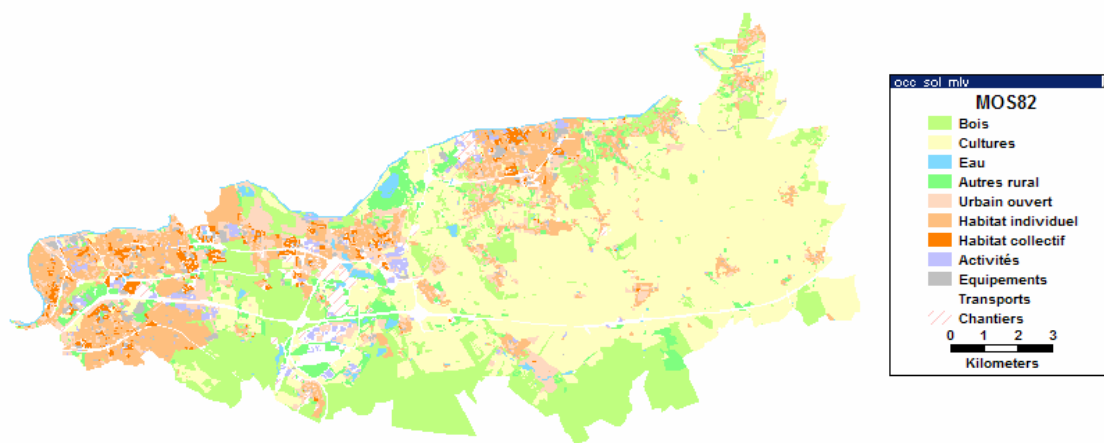 occ_sol_mlv
MOS82
Bois
Cultures
Eau
Autres rural
Urbain ouvert
Habitat individuel
Habitat collectif
Activités
Equipements
Transports
Chantiers
0 1 2 3
Kilometers